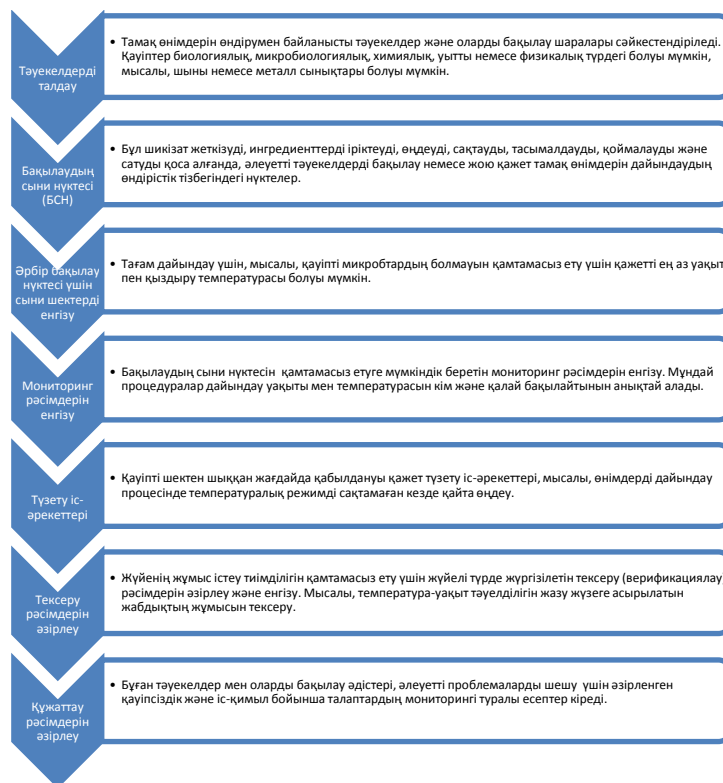 Тәуекелдерді
талдау
• Тамақ өнімдерін өндірумен байланысты тәуекелдер және оларды бақылау шаралары сәйкестендіріледі.
Қауіптер биологиялық, микробиологиялық, химиялық, уытты немесе физикалық түрдегі болуы мүмкін,
мысалы, шыны немесе металл сынықтары болуы мүмкін.
Бақылаудың
сыни нүктесі
(БСН)
• Бұл шикізат жеткізуді, ингредиенттерді іріктеуді, өңдеуді, сақтауды, тасымалдауды, қоймалауды және
сатуды қоса алғанда, әлеуетті тәуекелдерді бақылау немесе жою қажет тамақ өнімдерін дайындаудың
өндірістік тізбегіндегі нүктелер.
Әрбір бақылау
нүктесі үшін
сыни шектерді
енгізу
• Тағам дайындау үшін, мысалы, қауіпті микробтардың болмауын қамтамасыз ету үшін қажетті ең аз уақыт
пен қыздыру температурасы болуы мүмкін.
Мониторинг
рәсімдерін
енгізу
• Бақылаудың сыни нүктесін қамтамасыз етуге мүмкіндік беретін мониторинг рәсімдерін енгізу. Мұндай
процедуралар дайындау уақыты мен температурасын кім және қалай бақылайтынын анықтай алады.
Түзету іс-
әрекеттері
• Қауіпті шектен шыққан жағдайда қабылдануы қажет түзету іс-әрекеттері, мысалы, өнімдерді дайындау
процесінде температуралық режимді сақтамаған кезде қайта өңдеу.
Тексеру
рәсімдерін
әзірлеу
• Жүйенің жұмыс істеу тиімділігін қамтамасыз ету үшін жүйелі түрде жүргізілетін тексеру (верификациялау)
рәсімдерін әзірлеу және енгізу. Мысалы, температура-уақыт тәуелділігін жазу жүзеге асырылатын
жабдықтың жұмысын тексеру.
Құжаттау
рәсімдерін
әзірлеу
• Бұған тәуекелдер мен оларды бақылау әдістері, әлеуетті проблемаларды шешу үшін әзірленген
қауіпсіздік және іс-қимыл бойынша талаптардың мониторингі туралы есептер кіреді.